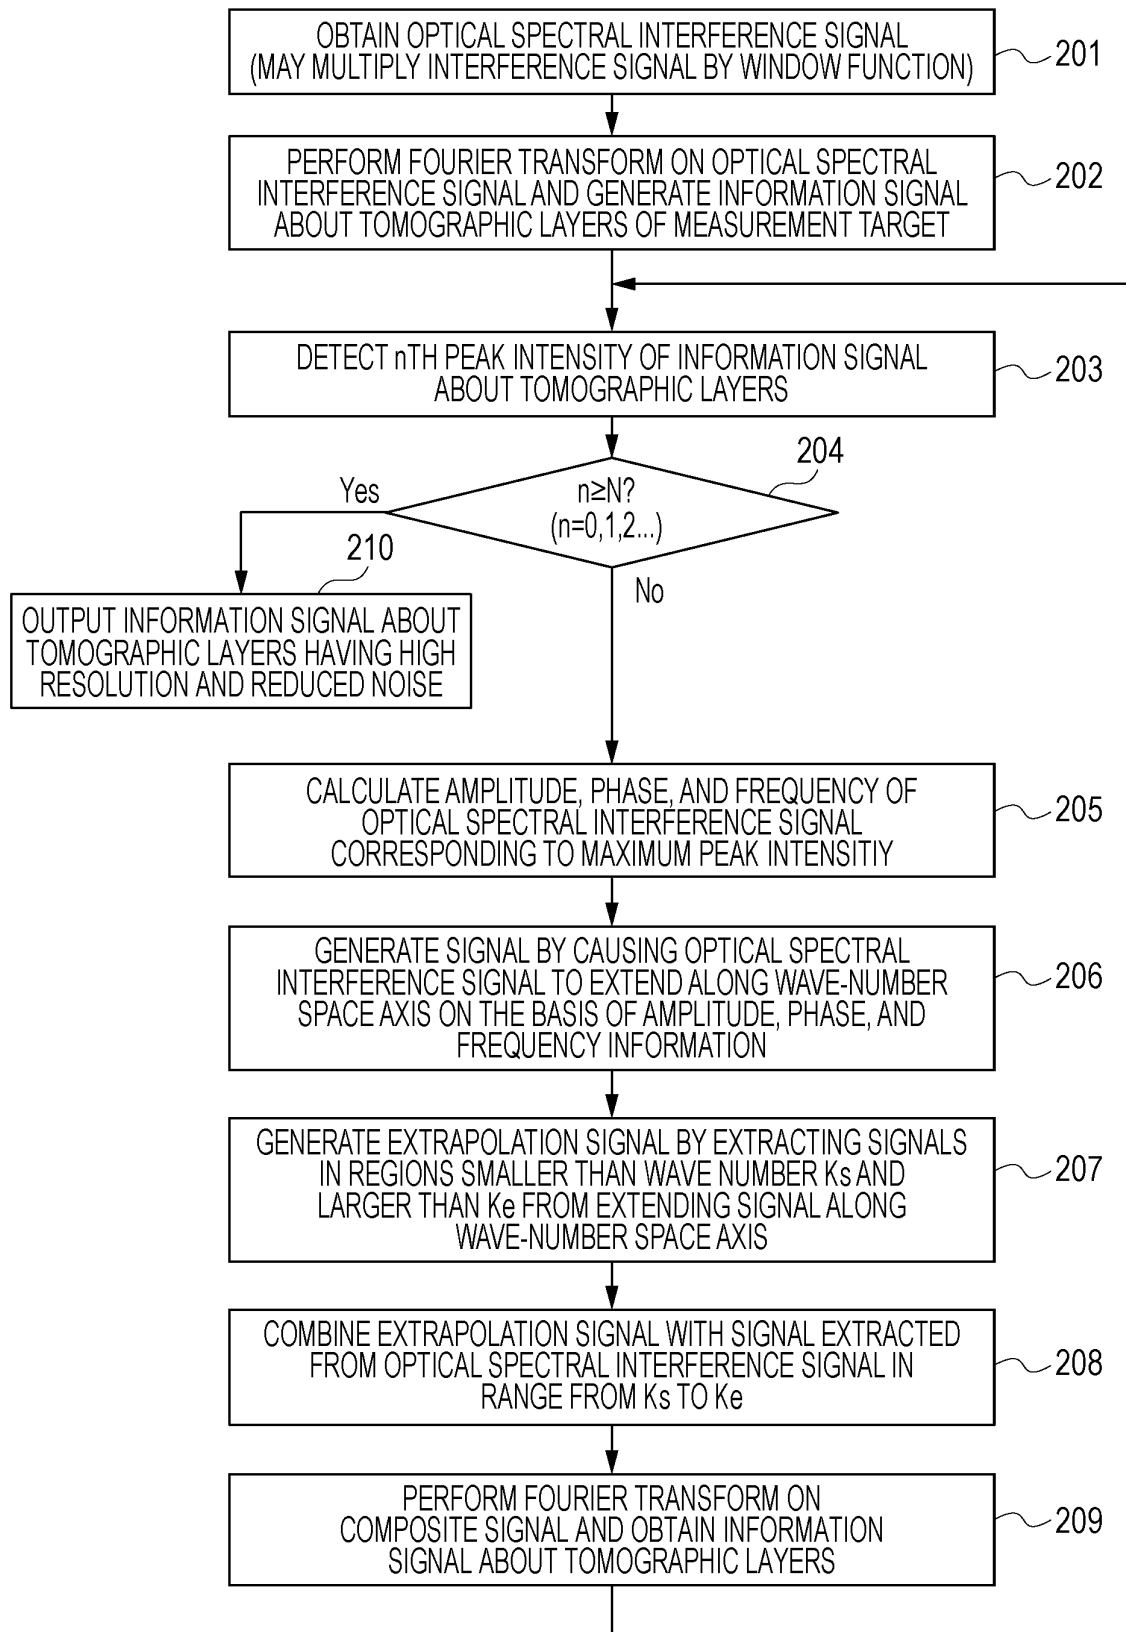 OBTAIN OPTICAL SPECTRAL INTERFERENCE SIGNAL
(MAY MULTIPLY INTERFERENCE SIGNAL BY WINDOW FUNCTION)
201
PERFORM FOURIER TRANSFORM ON OPTICAL SPECTRAL
INTERFERENCE SIGNAL AND GENERATE INFORMATION SIGNAL
ABOUT TOMOGRAPHIC LAYERS OF MEASUREMENT TARGET
202
DETECT nTH PEAK INTENSITY OF INFORMATION SIGNAL
ABOUT TOMOGRAPHIC LAYERS
203
204
n≥N?
(n=0,1,2...)
Yes
No
210
OUTPUT INFORMATION SIGNAL ABOUT
TOMOGRAPHIC LAYERS HAVING HIGH
RESOLUTION AND REDUCED NOISE
CALCULATE AMPLITUDE, PHASE, AND FREQUENCY OF
OPTICAL SPECTRAL INTERFERENCE SIGNAL
CORRESPONDING TO MAXIMUM PEAK INTENSITIY
205
GENERATE SIGNAL BY CAUSING OPTICAL SPECTRAL
INTERFERENCE SIGNAL TO EXTEND ALONG WAVE-NUMBER
SPACE AXIS ON THE BASIS OF AMPLITUDE, PHASE, AND
FREQUENCY INFORMATION
206
GENERATE EXTRAPOLATION SIGNAL BY EXTRACTING SIGNALS
IN REGIONS SMALLER THAN WAVE NUMBER Ks AND
LARGER THAN Ke FROM EXTENDING SIGNAL ALONG
WAVE-NUMBER SPACE AXIS
207
COMBINE EXTRAPOLATION SIGNAL WITH SIGNAL EXTRACTED
FROM OPTICAL SPECTRAL INTERFERENCE SIGNAL IN
RANGE FROM Ks TO Ke
208
PERFORM FOURIER TRANSFORM ON
COMPOSITE SIGNAL AND OBTAIN INFORMATION
SIGNAL ABOUT TOMOGRAPHIC LAYERS
209